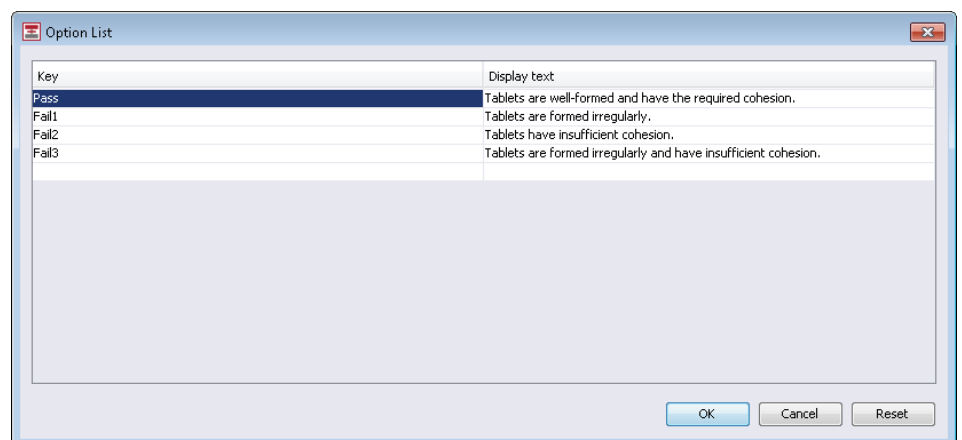 Option List
Key Display text
Pass Tablets are well-formed and have the required cohesion.
Fail1 Tablets are formed irregularly.
Fail2 Tablets have insufficient cohesion.
Fail3 Tablets are formed irregularly and have insufficient cohesion.
OK Cancel Reset